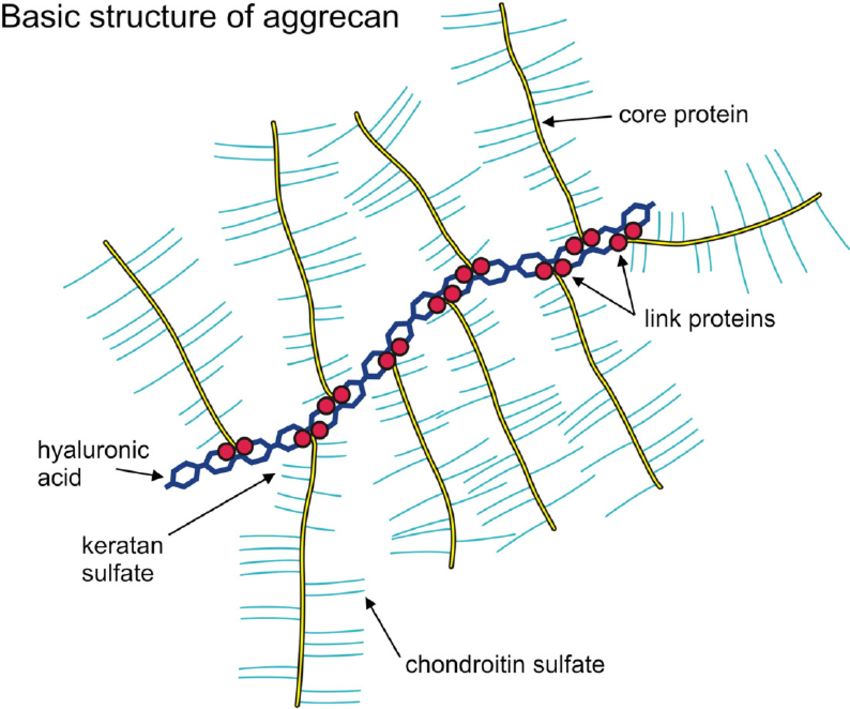 Basic structure of aggrecan
core protein
link proteins
hyaluronic
acid
keratan
sulfate
chondroitin sulfate